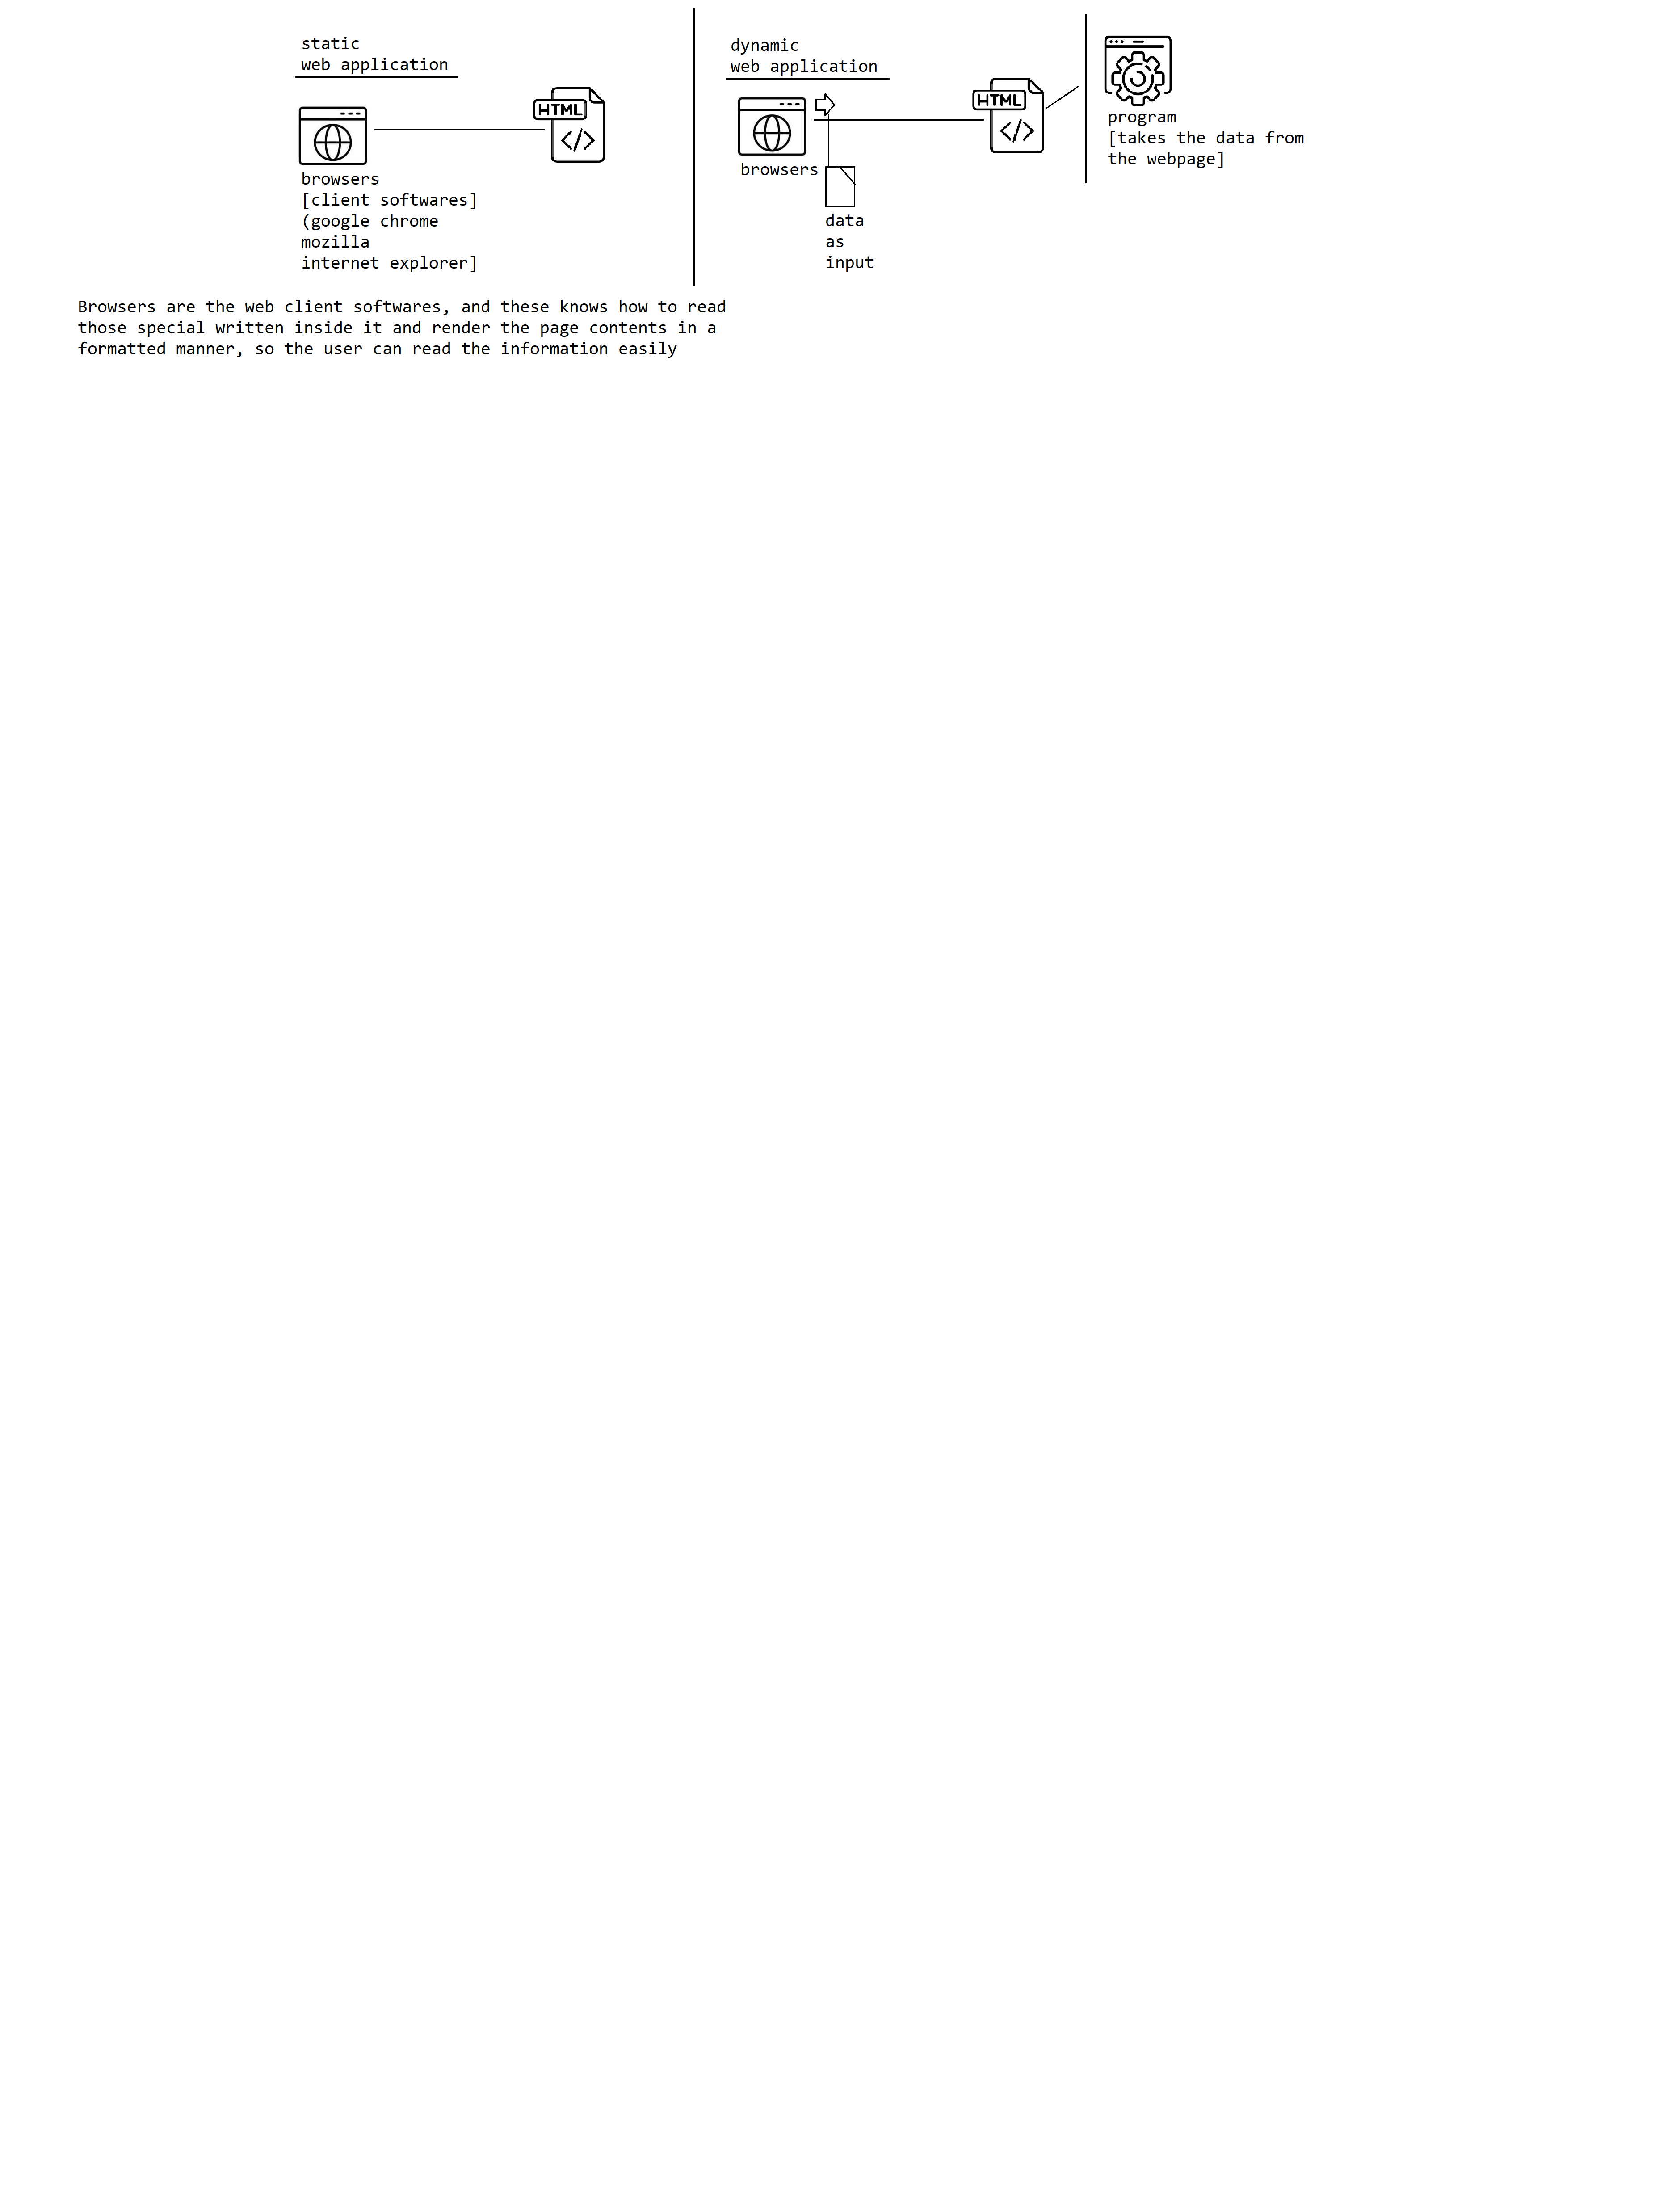 static
web application
HTML
</>
browsers
[client softwares]
(google chrome
mozilla
internet explorer]
dynamic
web application
HTML
</>
browsers
data
as
input
program
[takes the data from
the webpage]
Browsers are the web client softwares, and these knows how to read
those special written inside it and render the page contents in a
formatted manner, so the user can read the information easily